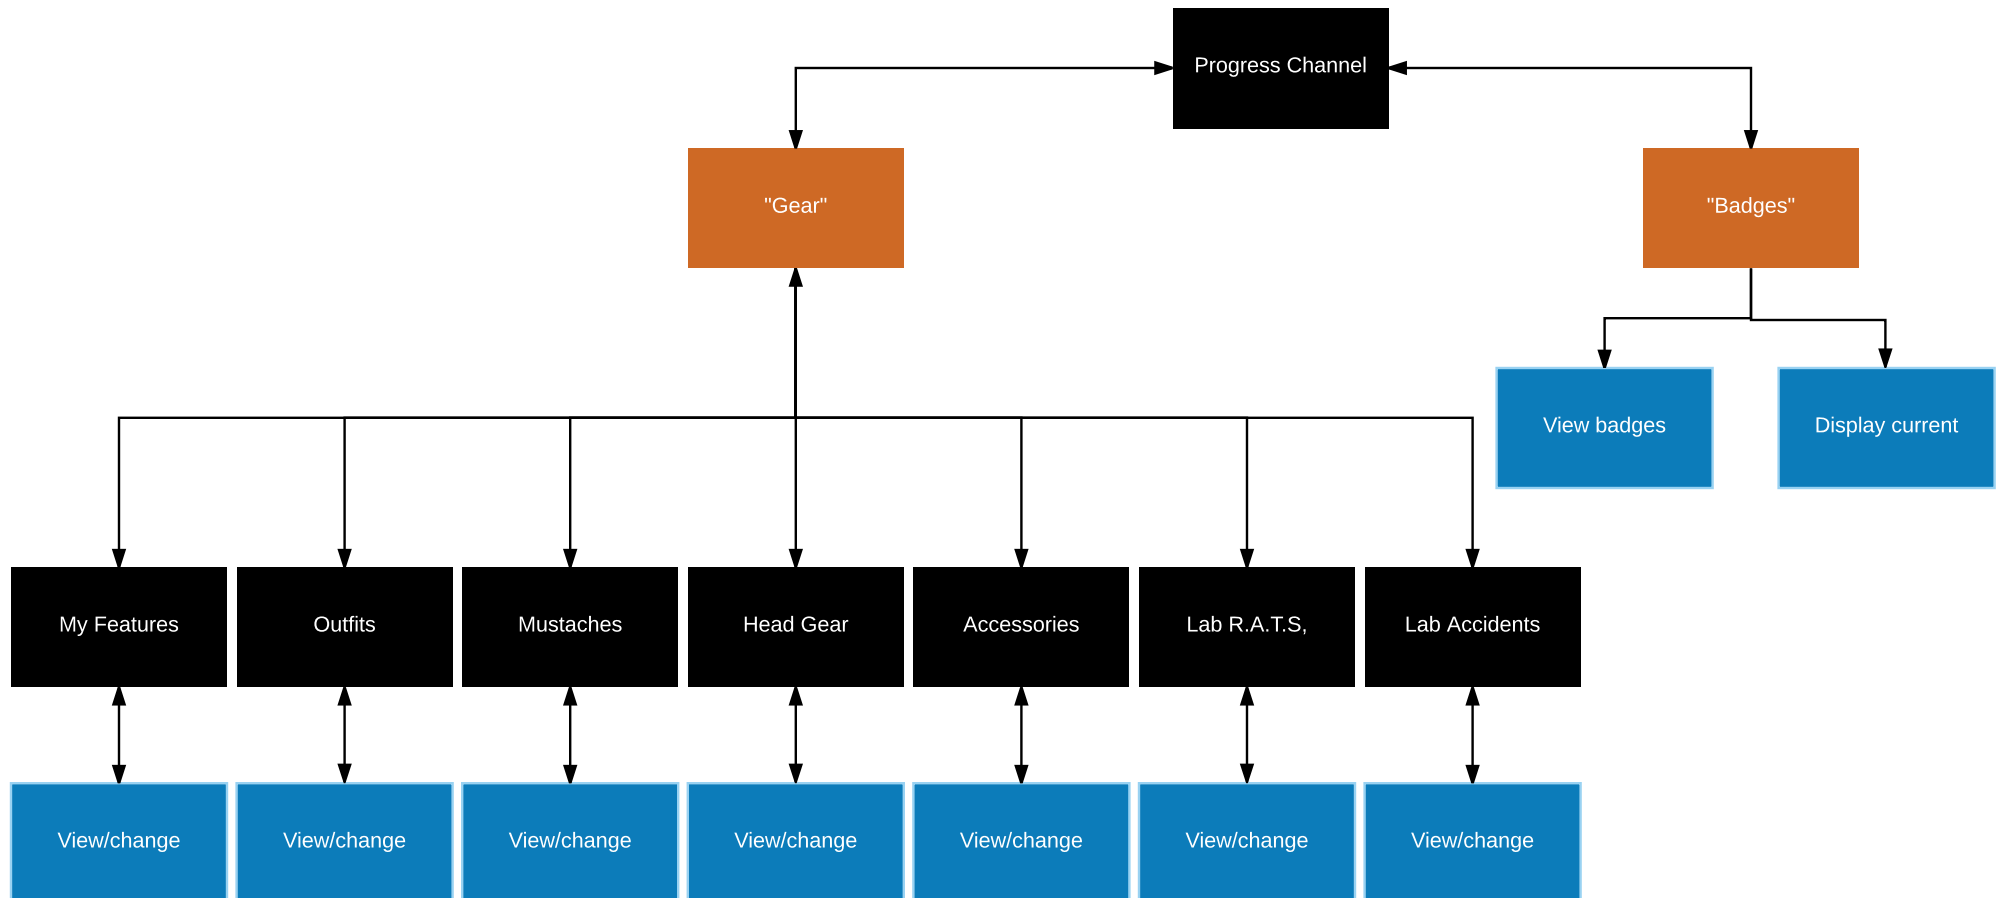 Progress Channel
"Gear"
"Badges"
View badges
Display current
My Features
Outfits
Mustaches
Head Gear
Accessories
Lab R.A.T.S,
Lab Accidents
View/change
View/change
View/change
View/change
View/change
View/change
View/change